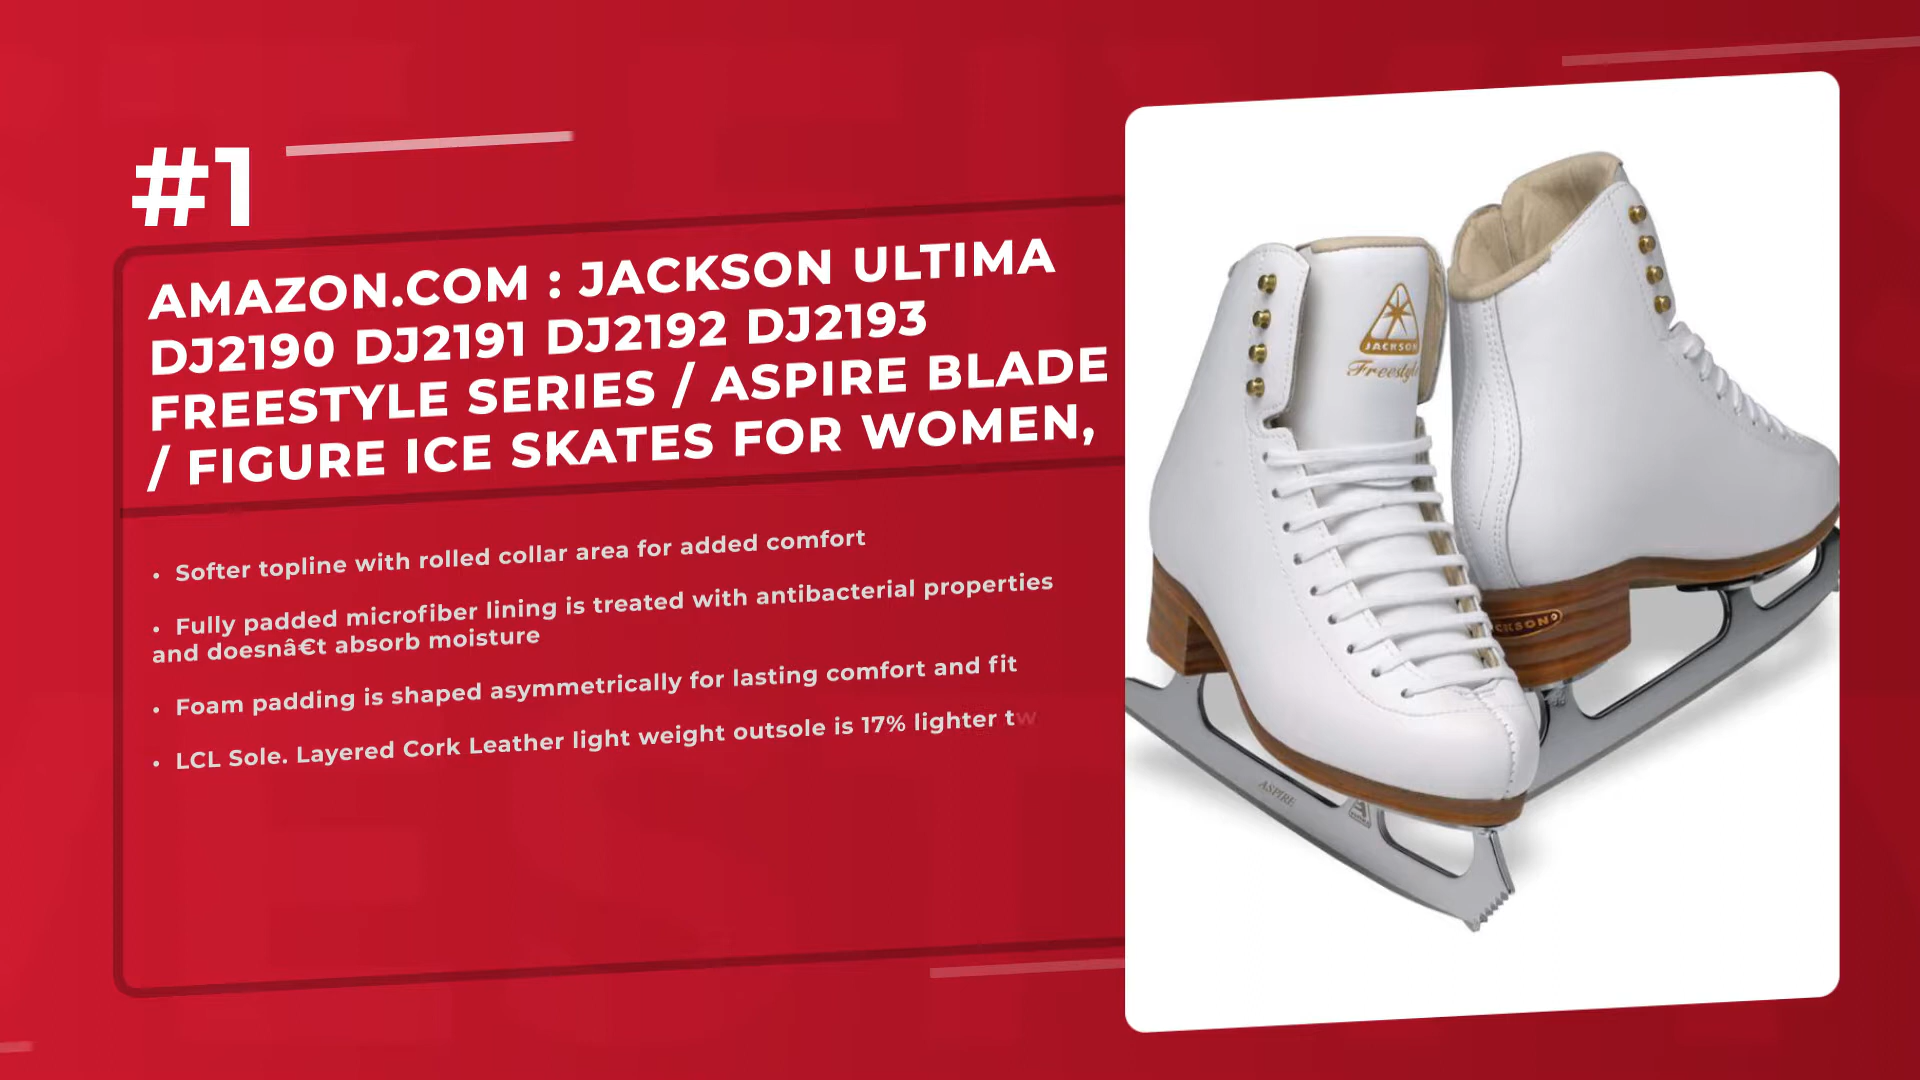 #1
AMAZON.COM : JACKSON ULTIMA
DJ2190 DJ2191 DJ2192 DJ2193
FREESTYLE SERIES / ASPIRE BLADE
/ FIGURE ICE SKATES FOR WOMEN,
• Softer topline with rolled collar area for added comfort
• Fully padded microfiber lining is treated with antibacterial properties
and doesnâ€t absorb moisture
• Foam padding is shaped asymmetrically for lasting comfort and fit
• LCL Sole. Layered Cork Leather light weight outsole is 17% lighter tw
JACKSON
Freestyle
CKSON
ASPIRE